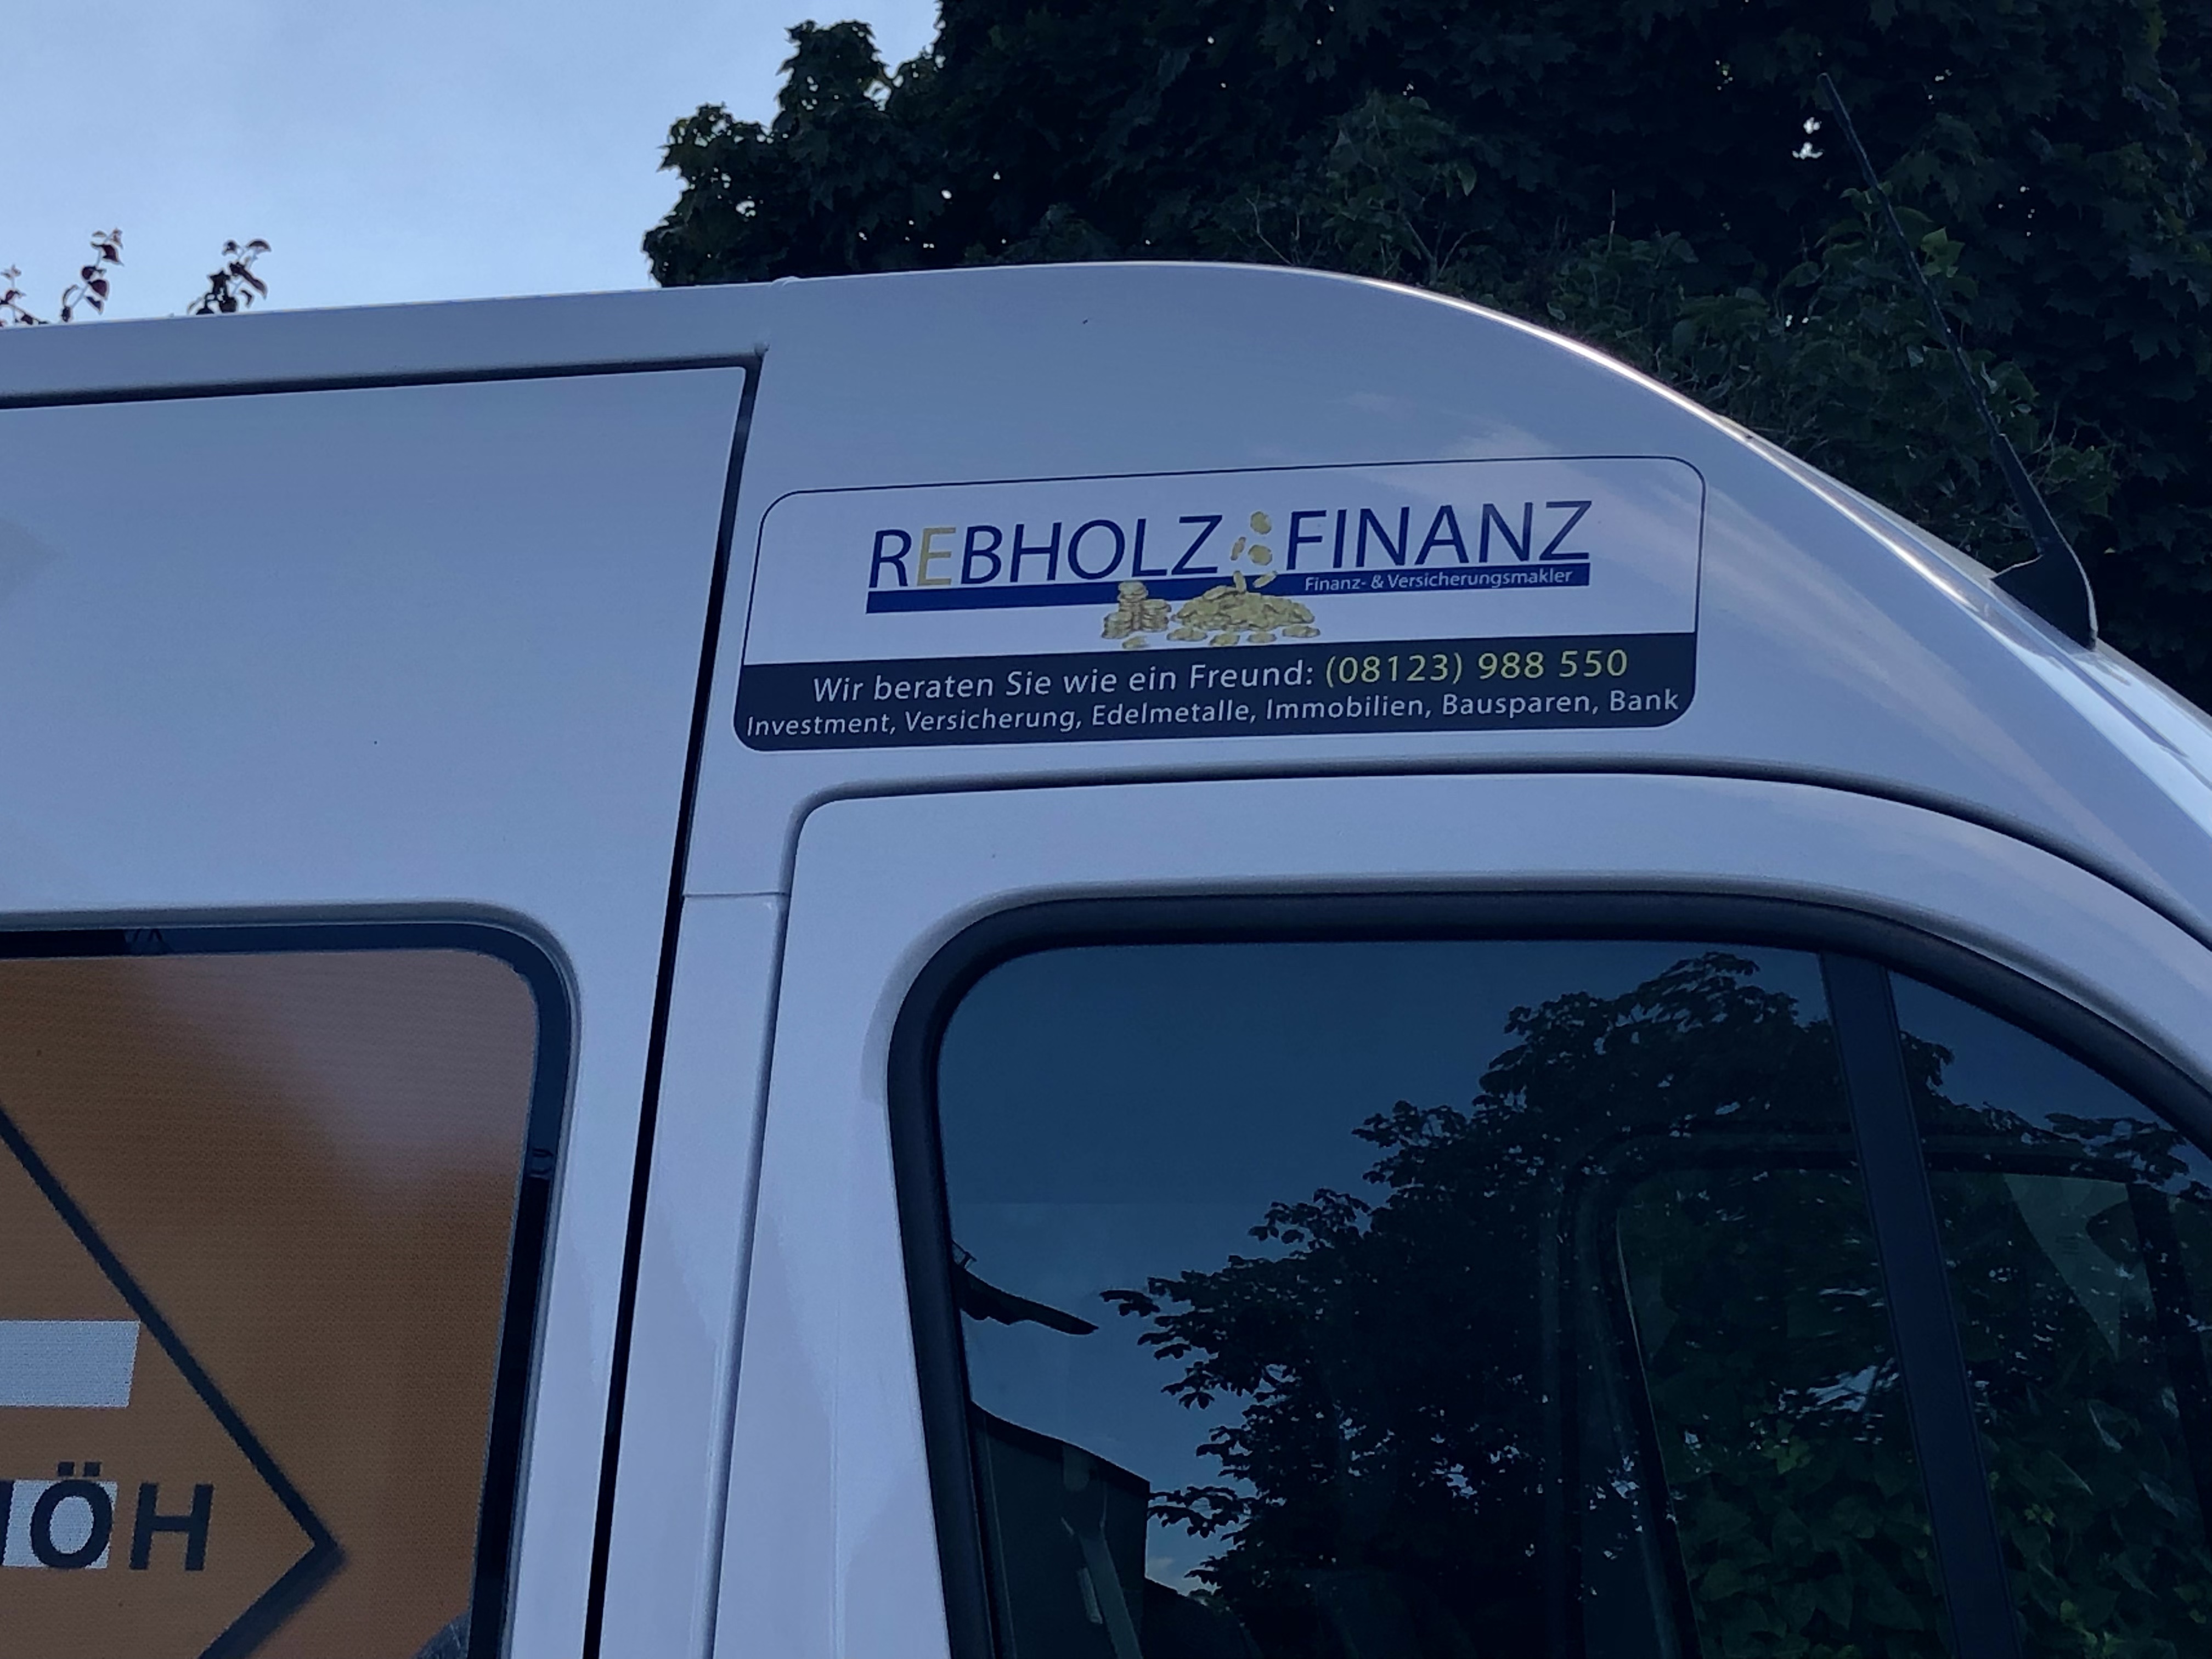 REBHOLZ FINANZ
Finanz- & Versicherungsmakler
Wir beraten Sie wie ein Freund: (08123) 988 550
Investment, Versicherung, Edelmetalle, Immobilien, Bausparen, Bank
ÖH